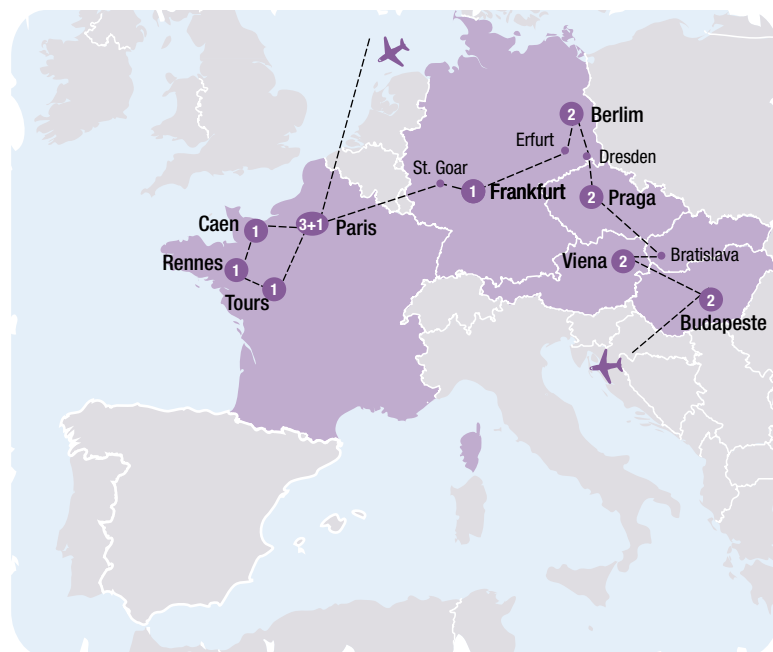 2 Berlim
Erfurt
Dresden
St. Goar
1 Frankfurt
2 Praga
Caen 1
3+1 Paris
Rennes 1
Tours 1
Viena 2
Bratislava
2
Budapeste